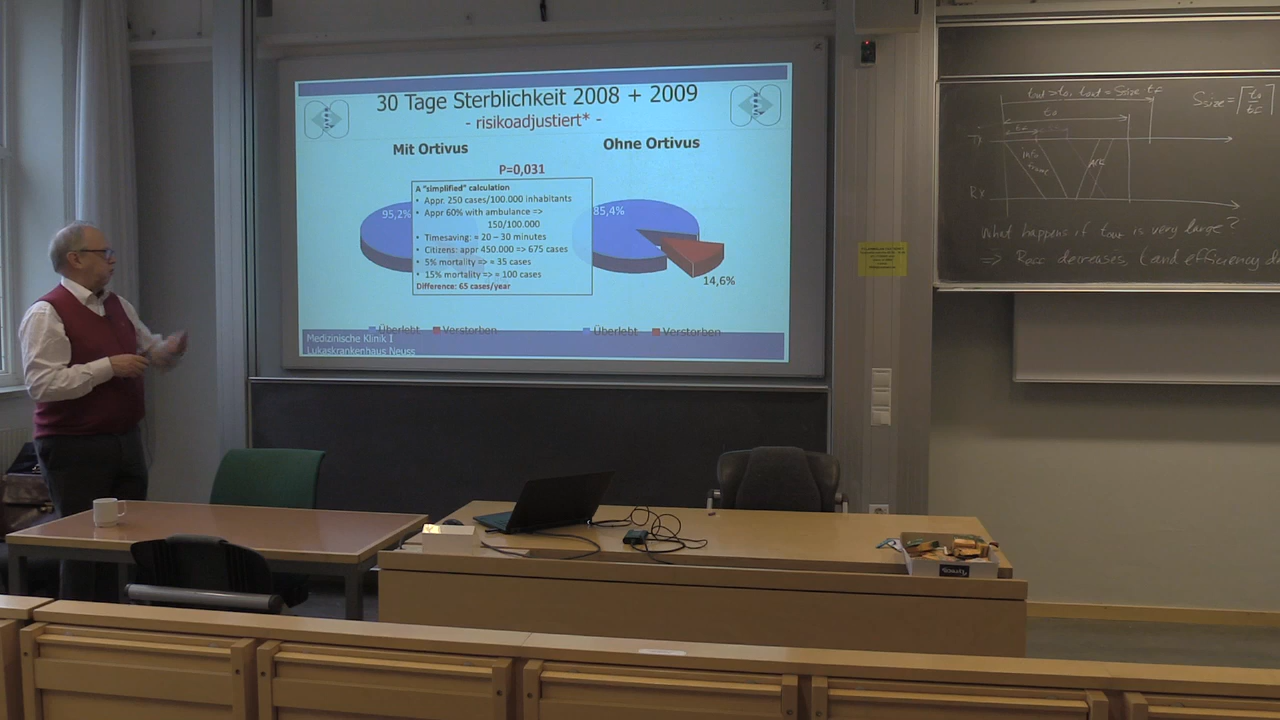 30 Tage Sterblichkeit 2008 + 2009
- risikoadjustiert* -
Mit Ortivus
Ohne Ortivus
P=0,031
95,2%
A "simplified" calculation
• Appr. 250 cases/100.000 inhabitants
• Appr 60% with ambulance =>
150/100.000
• Timesaving: ≈ 20 – 30 minutes
• Citizens: appr 450.000 => 675 cases
• 5% mortality => ≈ 35 cases
• 15% mortality => ≈ 100 cases
Difference: 65 cases/year
85,4%
14,6%
Überlebt Verstorben
Überlebt Verstorben
Medizinische Klinik I
Lukaskrankenhaus Neuss
What happens if tout is very large?
=> Racc decreases, (and efficiency